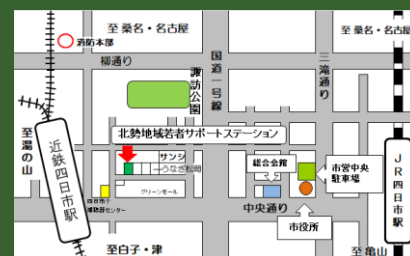 至 桑名・名古屋
至 桑名・名古屋
消防本部
柳通り
国道一号線
三滝通り
諏訪公園
北勢地域若者サポートステーション
至湯の山
近鉄四日市駅
サンシ
うなぎ松岡
グリーンモール
総合会館
市営中央
駐車場
JR四日市駅
中央通り
市役所
至白子・津
至亀山